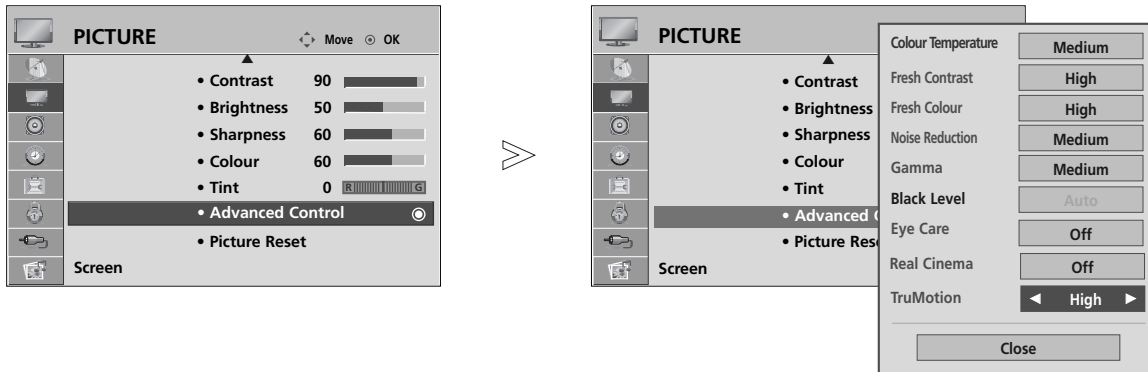 PICTURE
Move
OK
• Contrast 90
• Brightness 50
• Sharpness 60
• Colour 60
• Tint 0 R G
• Advanced Control
• Picture Reset
Screen
PICTURE
• Contrast
• Brightness
• Sharpness
• Colour
• Tint
• Advanced
• Picture Res
Screen
Colour Temperature Medium
Fresh Contrast High
Fresh Colour High
Noise Reduction Medium
Gamma Medium
Black Level Auto
Eye Care Off
Real Cinema Off
TruMotion ◄ High ►
Close